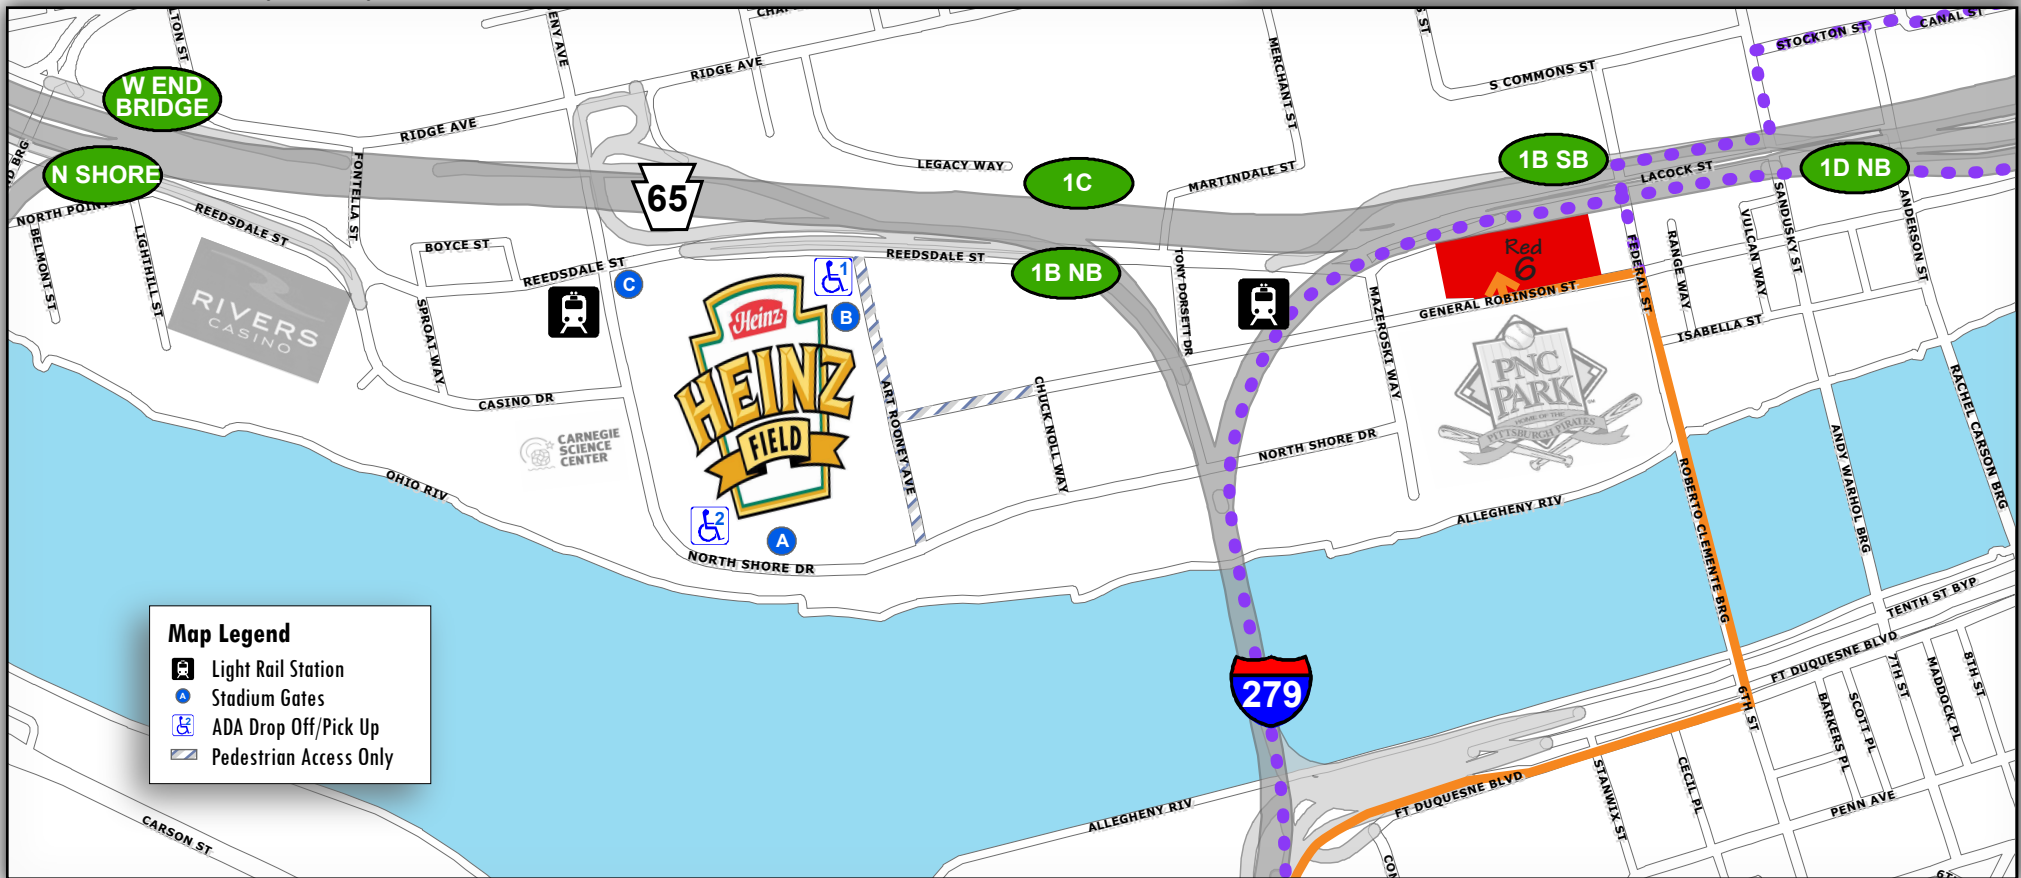 W END
BRIDGE
N SHORE
RIDGE AVE
RIDGE AVE
MERCHANT ST
S COMMONS ST
STOCKTON ST
CANAL ST
LEGACY WAY
MARTINDALE ST
LACOCK ST
1C
1B SB
1D NB
65
1B NB
NORTH
BELMONT ST
LIGHTHILL ST
REEDSDALE ST
FONTELLA ST
BOYCE ST
REEDSDALE ST
REEDSDALE ST
SPROAT WAY
CASINO DR
RIVERS
CASINO
CARNEGIE
SCIENCE
CENTER
C
1
B
Heinz
HEINZ
FIELD
2
A
ART ROONEY AVE
CHUCK NOLL WAY
TONY DORSETT DR
MAZEROSKI WAY
Red
6
GENERAL ROBINSON ST
FEDERAL ST
RANGE WAY
VULCAN WAY
SANDUSKY ST
ANDERSON ST
ISABELLA ST
PNC
PARK
HOME OF THE
PITTSBURGH PIRATES
NORTH SHORE DR
NORTH SHORE DR
OHIO RIV
ALLEGHENY RIV
ROBERTO CLEMENTE BRG
ANDY WARHOL BRG
RACHEL CARSON BRG
TENTH ST BYP
FT DUQUESNE BLVD
279
6TH ST
7TH ST
MADDOCK PL
8TH ST
BARKERS PL
SCOTT PL
FT DUQUESNE BLVD
STANWIX ST
CECIL PL
PENN AVE
ALLEGHENY RIV
CARSON ST
Map Legend
Light Rail Station
A
Stadium Gates
2
ADA Drop Off/Pick Up
Pedestrian Access Only